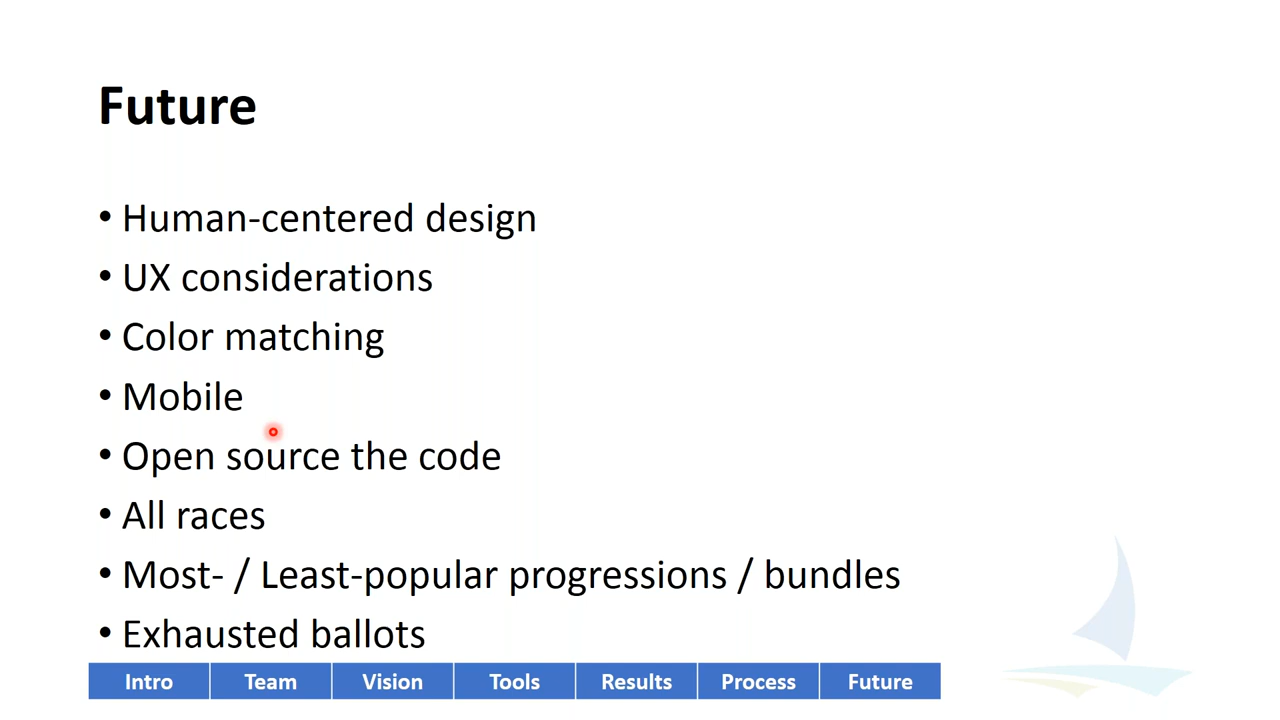 Future
• Human-centered design
• UX considerations
• Color matching
• Mobile
• Open source the code
• All races
• Most- / Least-popular progressions / bundles
• Exhausted ballots
Intro Team Vision Tools Results Process Future